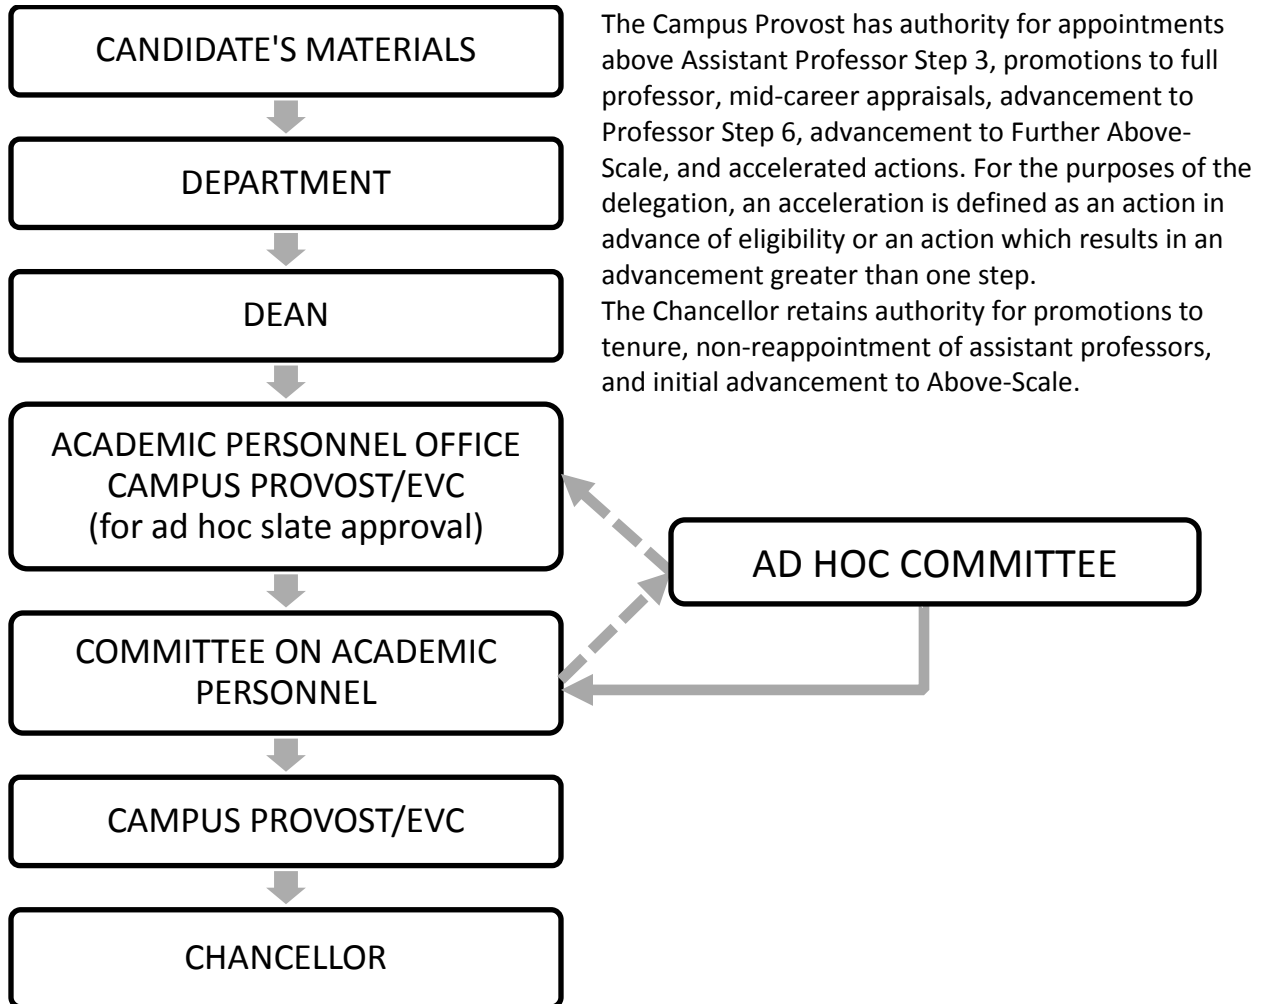 CANDIDATE'S MATERIALS
DEPARTMENT
DEAN
ACADEMIC PERSONNEL OFFICE
CAMPUS PROVOST/EVC
(for ad hoc slate approval)
COMMITTEE ON ACADEMIC
PERSONNEL
CAMPUS PROVOST/EVC
CHANCELLOR
The Campus Provost has authority for appointments
above Assistant Professor Step 3, promotions to full
professor, mid-career appraisals, advancement to
Professor Step 6, advancement to Further Above-
Scale, and accelerated actions. For the purposes of the
delegation, an acceleration is defined as an action in
advance of eligibility or an action which results in an
advancement greater than one step.
The Chancellor retains authority for promotions to
tenure, non-reappointment of assistant professors,
and initial advancement to Above-Scale.
AD HOC COMMITTEE